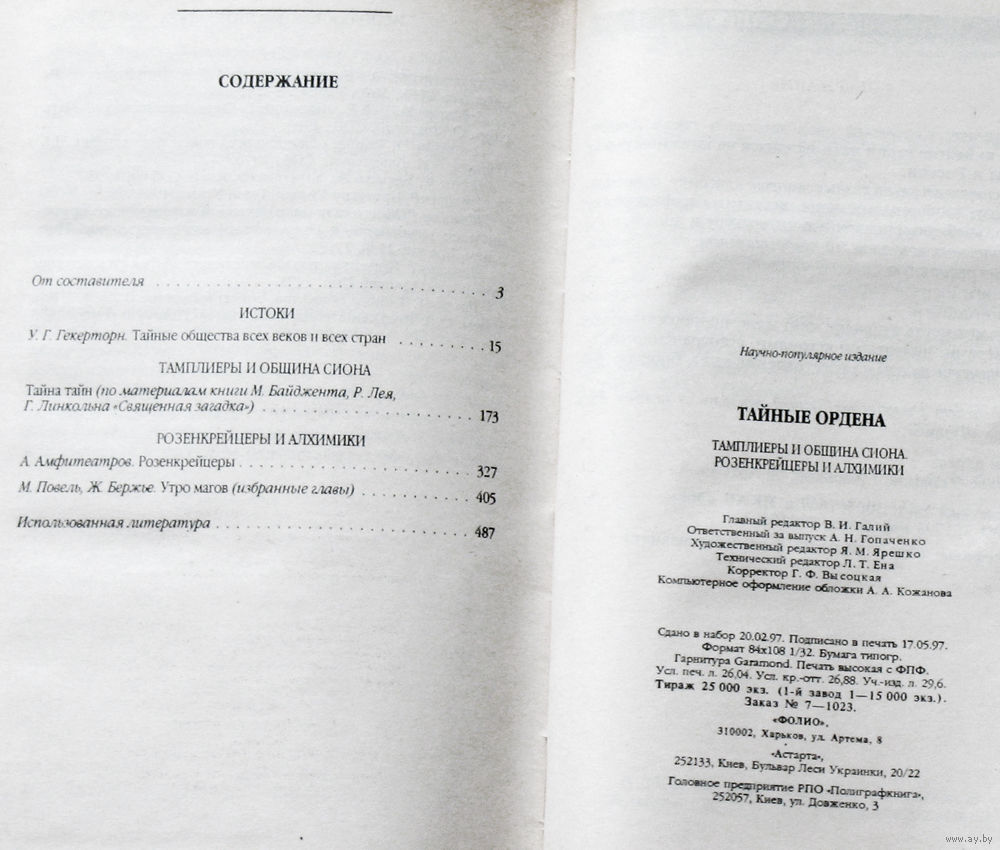 СОДЕРЖАНИЕ
От составителя . . . . . . . . . . . . . . . . . . . . . . . . . . . . . . 3
ИСТОКИ
У. Г. Гекерторн. Тайные общества всех веков и всех стран . . . . . . . . 15
ТАМПЛИЕРЫ И ОБЩИНА СИОНА
Тайна тайн (по материалам книги М. Байджента, Р. Лея,
Г. Линкольна «Священная загадка») . . . . . . . . . . . . . . . . . . . 173
РОЗЕНКРЕЙЦЕРЫ И АЛХИМИКИ
А. Амфитеатров. Розенкрейцеры . . . . . . . . . . . . . . . . . . . . . 327
М. Повель, Ж. Бержье. Утро магов (избранные главы) . . . . . . . . . . . 405
Использованная литература . . . . . . . . . . . . . . . . . . . . . . . 487
Научно-популярное издание
ТАЙНЫЕ ОРДЕНА
ТАМПЛИЕРЫ И ОБЩИНА СИОНА.
РОЗЕНКРЕЙЦЕРЫ И АЛХИМИКИ
Главный редактор В. И. Галий
Ответственный за выпуск А. Н. Гопаченко
Художественный редактор Я. М. Ярешко
Технический редактор Л. Т. Ена
Корректор Г. Ф. Высоцкая
Компьютерное оформление обложки А. А. Кожанова
Сдано в набор 20.02.97. Подписано в печать 17.05.97.
Формат 84х108 1/32. Бумага типогр.
Гарнитура Garamond. Печать высокая с ФПФ.
Усл. печ. л. 26,04. Усл. кр.-отт. 26,88. Уч.-изд. л. 29,6.
Тираж 25 000 экз. (1-й завод 1—15 000 экз.).
Заказ № 7—1023.
«ФОЛИО»,
310002, Харьков, ул. Артема, 8
«Астарта»,
252133, Киев, Бульвар Леси Украинки, 20/22
Головное предприятие РПО «Полиграфкнига»,
252057, Киев, ул. Довженко, 3
www.ay.by